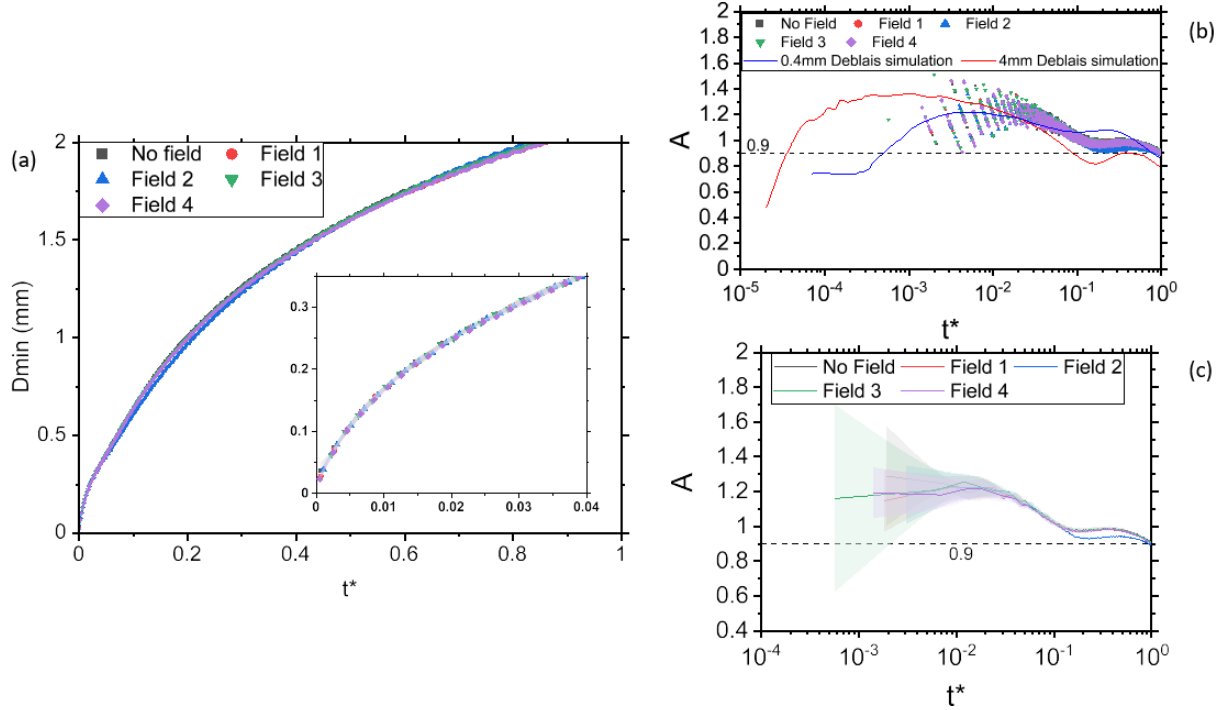 (a)
No field Field 1
Field 2 Field 3
Field 4
Dmin (mm)
2
1.5
1
0.5
0
0 0.2 0.4 0.6 0.8 1
t*
0.3
0.2
0.1
0
0.00 0.01 0.02 0.03 0.04
(b)
No Field Field 1 Field 2
Field 3 Field 4
0.4mm Deblais simulation 4mm Deblais simulation
A
2
1.8
1.6
1.4
1.2
1
0.8
0.6
0.4
0.2
0
0.9
10-5 10-4 10-3 10-2 10-1 100
t*
(c)
No Field Field 1 Field 2
Field 3 Field 4
A
2
1.8
1.6
1.4
1.2
1
0.8
0.6
0.4
0.9
10-4 10-3 10-2 10-1 100
t*